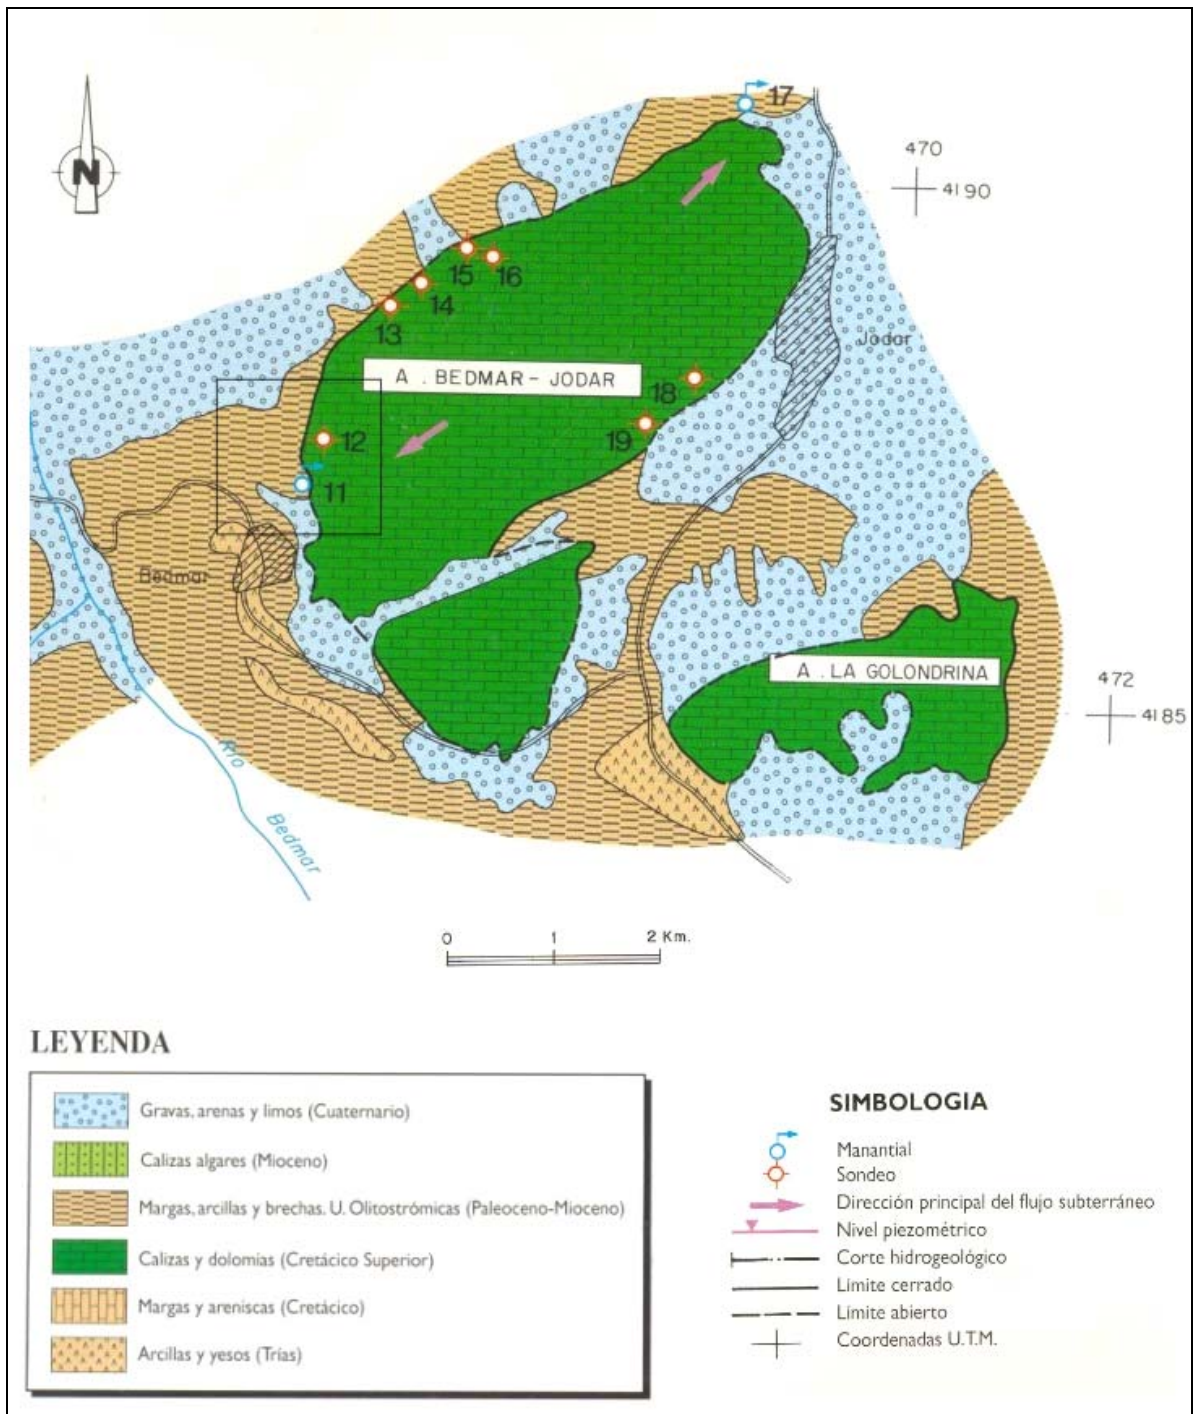 17
N
470
4190
15
16
14
13
Jodar
A . BEDMAR - JODAR
18
19
12
11
Bedmar
A . LA GOLONDRINA
472
4185
Río
Bedmar
0 1 2 Km.
LEYENDA
Gravas, arenas y limos (Cuaternario)
Calizas algares (Mioceno)
Margas, arcillas y brechas. U. Olitostrómicas (Paleoceno-Mioceno)
Calizas y dolomías (Cretácico Superior)
Margas y areniscas (Cretácico)
Arcillas y yesos (Trías)
SIMBOLOGIA
Manantial
Sondeo
Dirección principal del flujo subterráneo
Nivel piezométrico
Corte hidrogeológico
Límite cerrado
Límite abierto
Coordenadas U.T.M.